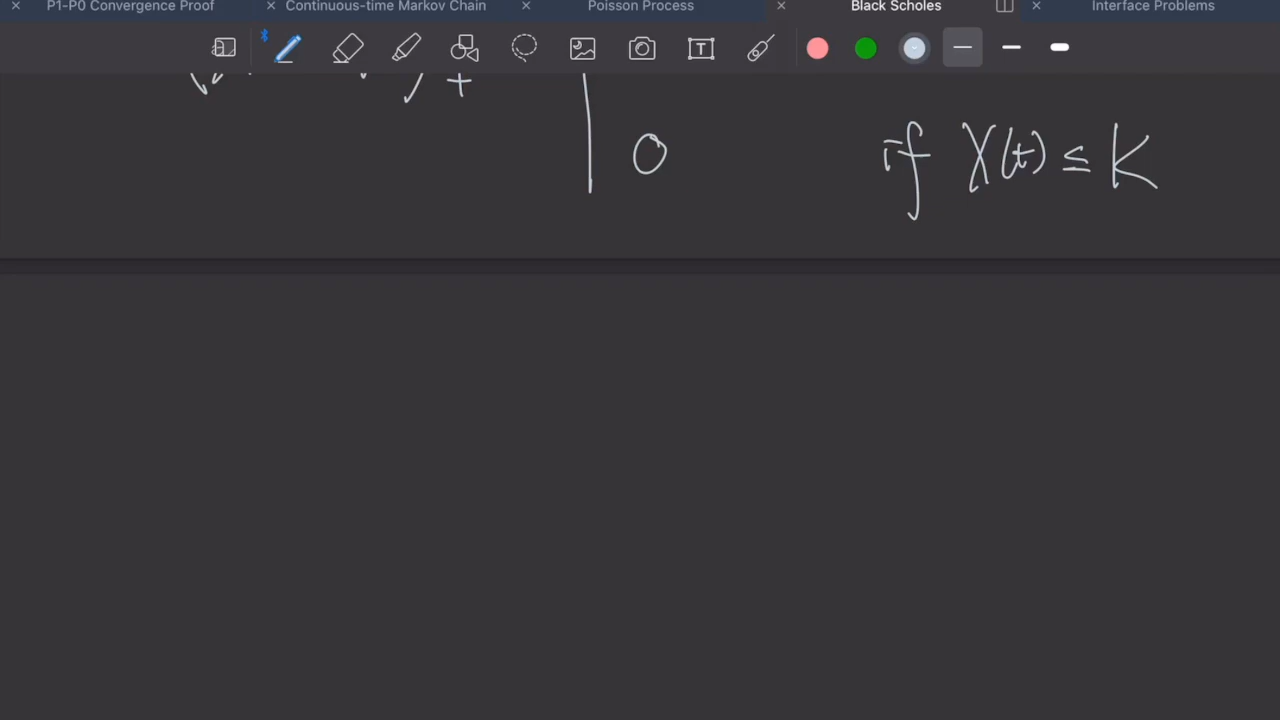 P1-P0 Convergence Proof
Continuous-time Markov Chain
Poisson Process
Black Scholes
Interface Problems
T
+
0 if X(t) ≤ K